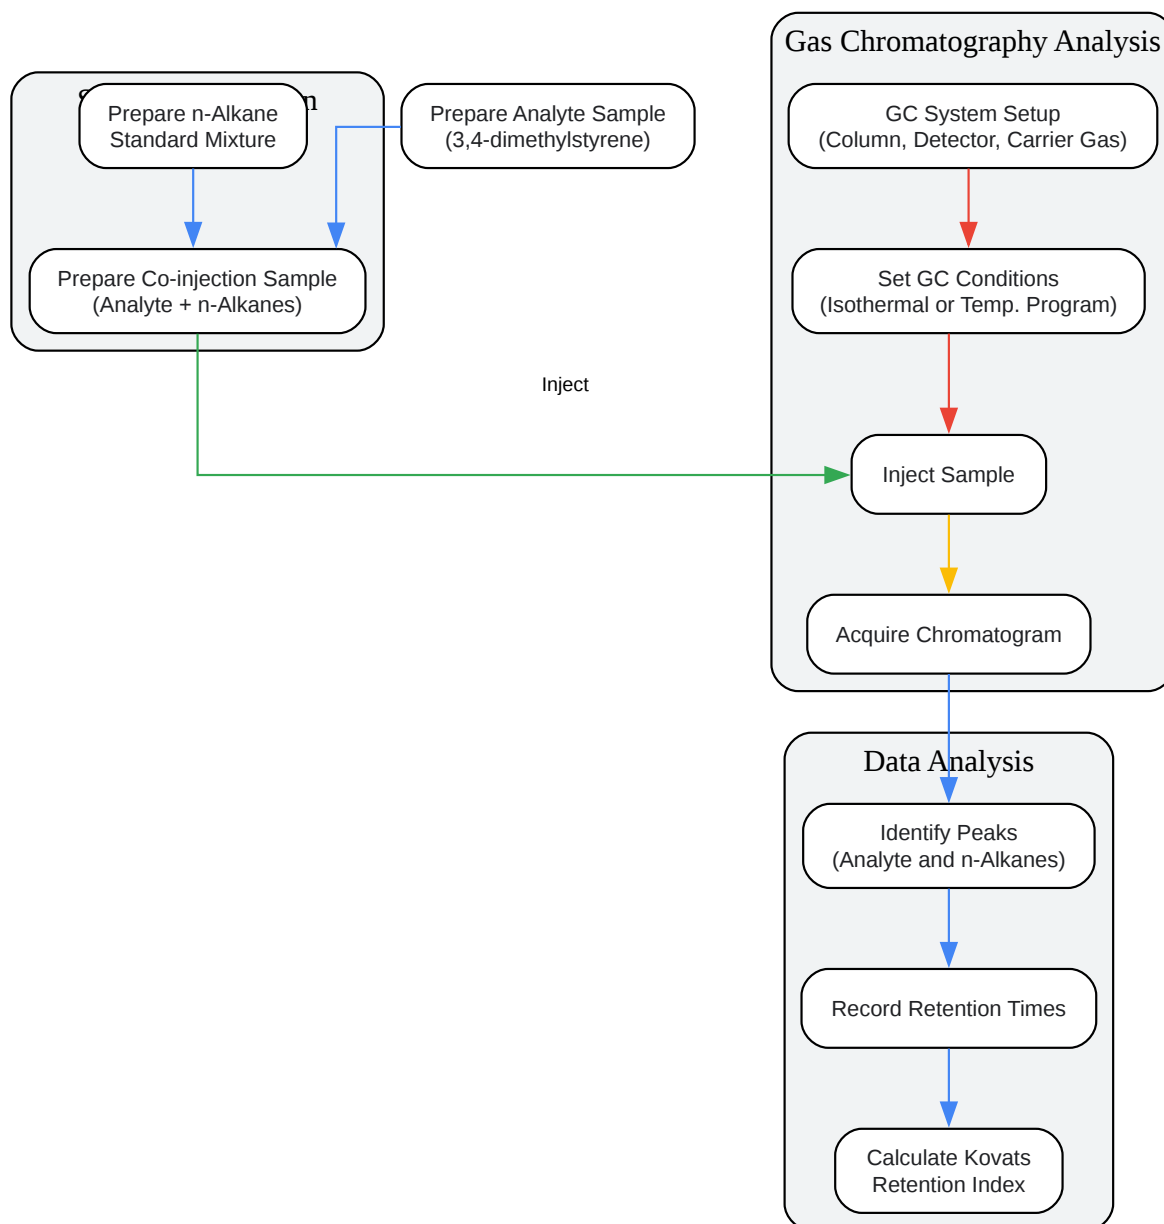 Gas Chromatography Analysis
Prepare n-Alkane
Standard Mixture
Prepare Analyte Sample
(3,4-dimethylstyrene)
GC System Setup
(Column, Detector, Carrier Gas)
Prepare Co-injection Sample
(Analyte + n-Alkanes)
Set GC Conditions
(Isothermal or Temp. Program)
Inject
Inject Sample
Acquire Chromatogram
Data Analysis
Identify Peaks
(Analyte and n-Alkanes)
Record Retention Times
Calculate Kovats
Retention Index